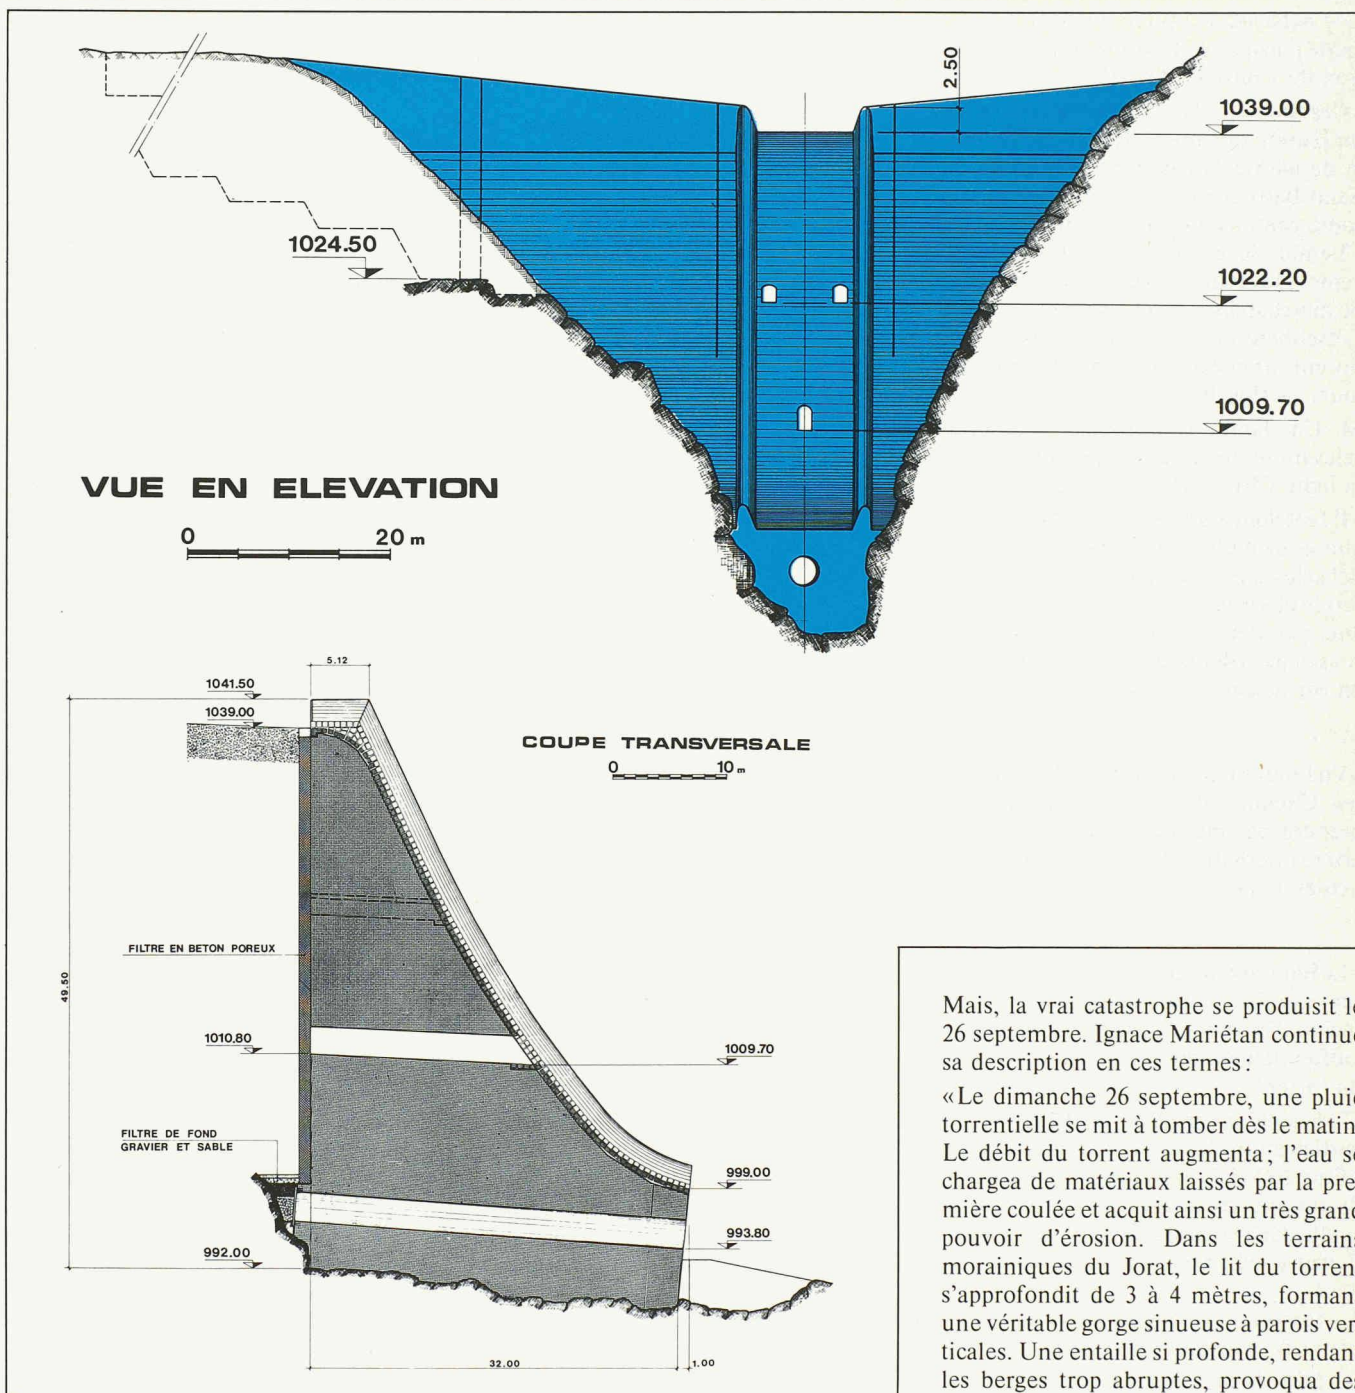 2.50
1039.00
1024.50
1022.20
1009.70
VUE EN ELEVATION
0 20 m
5.12
1041.50
1039.00
COUPE TRANSVERSALE
0 10 m
FILTRE EN BETON POREUX
49.50
1010.80
1009.70
FILTRE DE FOND
GRAVIER ET SABLE
999.00
993.80
992.00
32.00 1.00
Mais, la vrai catastrophe se produisit le
26 septembre. Ignace Mariétan continue
sa description en ces termes:
«Le dimanche 26 septembre, une pluie
torrentielle se mit à tomber dès le matin
Le débit du torrent augmenta; l'eau se
chargea de matériaux laissés par la pre
mière coulée et acquit ainsi un très grand
pouvoir d'érosion. Dans les terrains
morainiques du Jorat, le lit du torren
s'approfondit de 3 à 4 mètres, forman
une véritable gorge sinueuse à parois ver
ticales. Une entaille si profonde, rendan
les berges trop abruptes, provoqua des